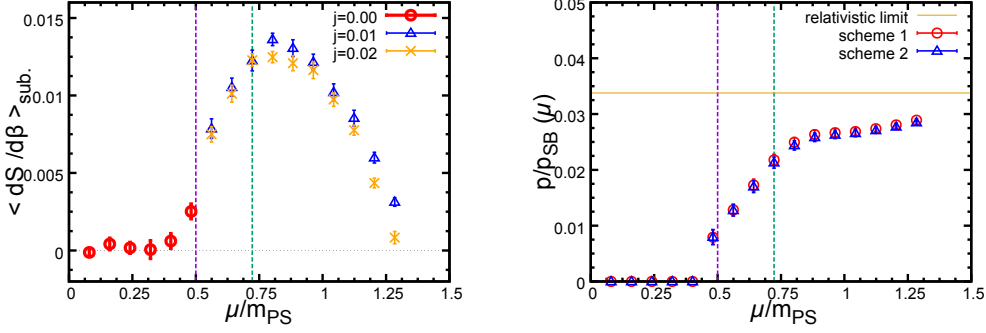 < dS /dβ >sub.
0.015
0.01
0.005
0
j=0.00
j=0.01
j=0.02
0
0.25
0.5
0.75
1
1.25
1.5
μ/mPS
p/pSB (μ)
0.05
0.04
0.03
0.02
0.01
0.00
relativistic limit
scheme 1
scheme 2
0
0.25
0.5
0.75
1
1.25
1.5
μ/mPS